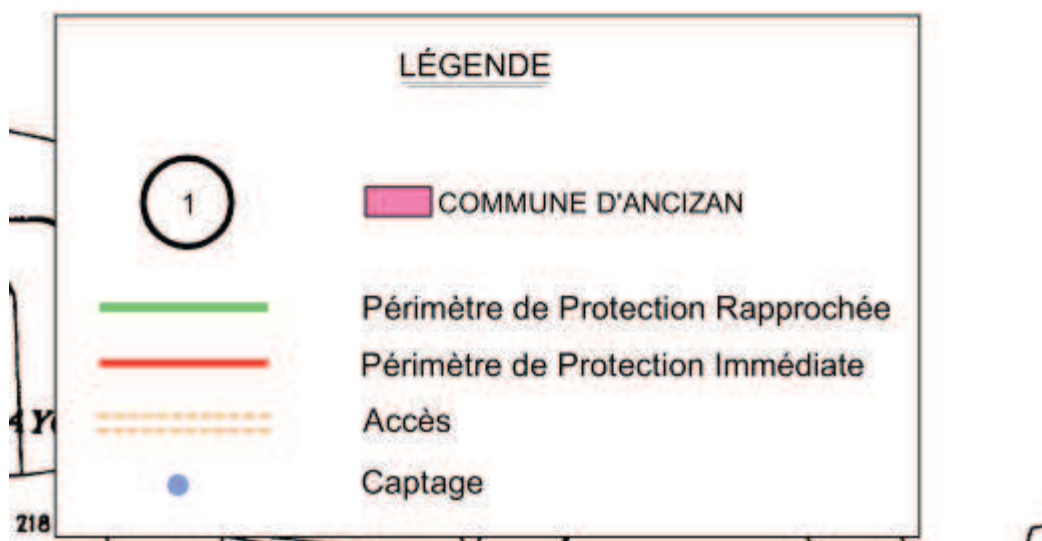 LÉGENDE
1
COMMUNE D'ANCIZAN
Périmètre de Protection Rapprochée
Périmètre de Protection Immédiate
Accès
Captage
218